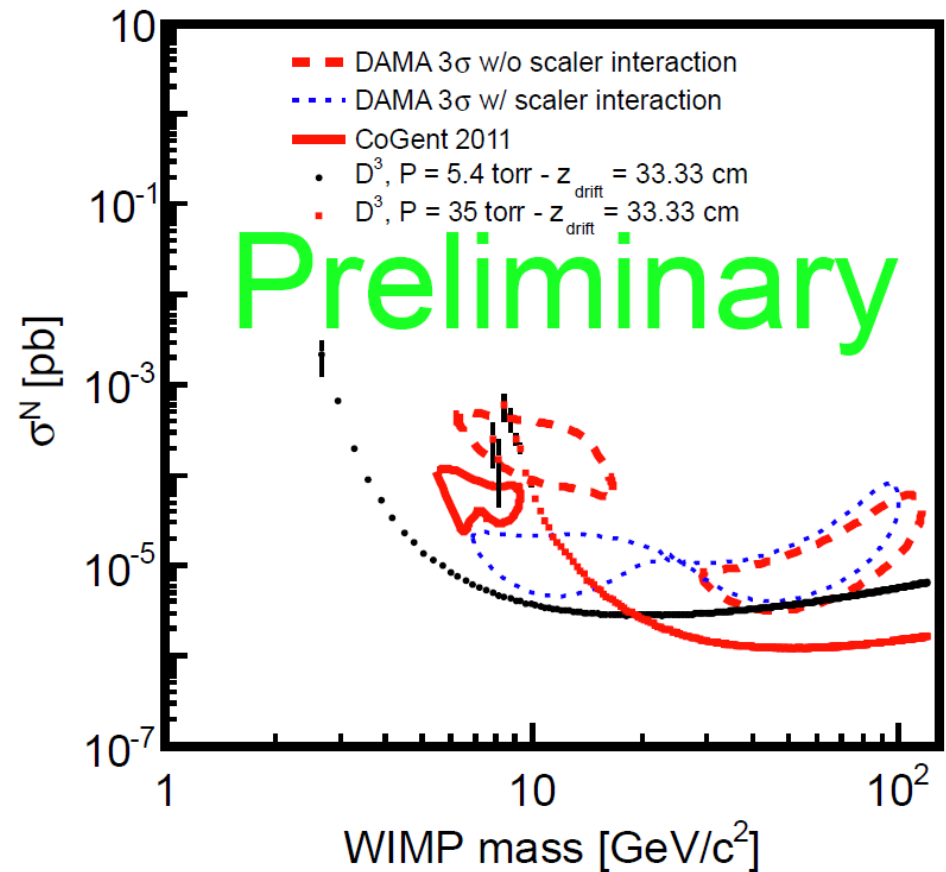 10
DAMA 3σ w/o scaler interaction
DAMA 3σ w/ scaler interaction
CoGent 2011
D³, P = 5.4 torr - z_drift = 33.33 cm
D³, P = 35 torr - z_drift = 33.33 cm
10⁻¹
Preliminary
σᴺ [pb]
10⁻³
10⁻⁵
10⁻⁷
1
10
10²
WIMP mass [GeV/c²]